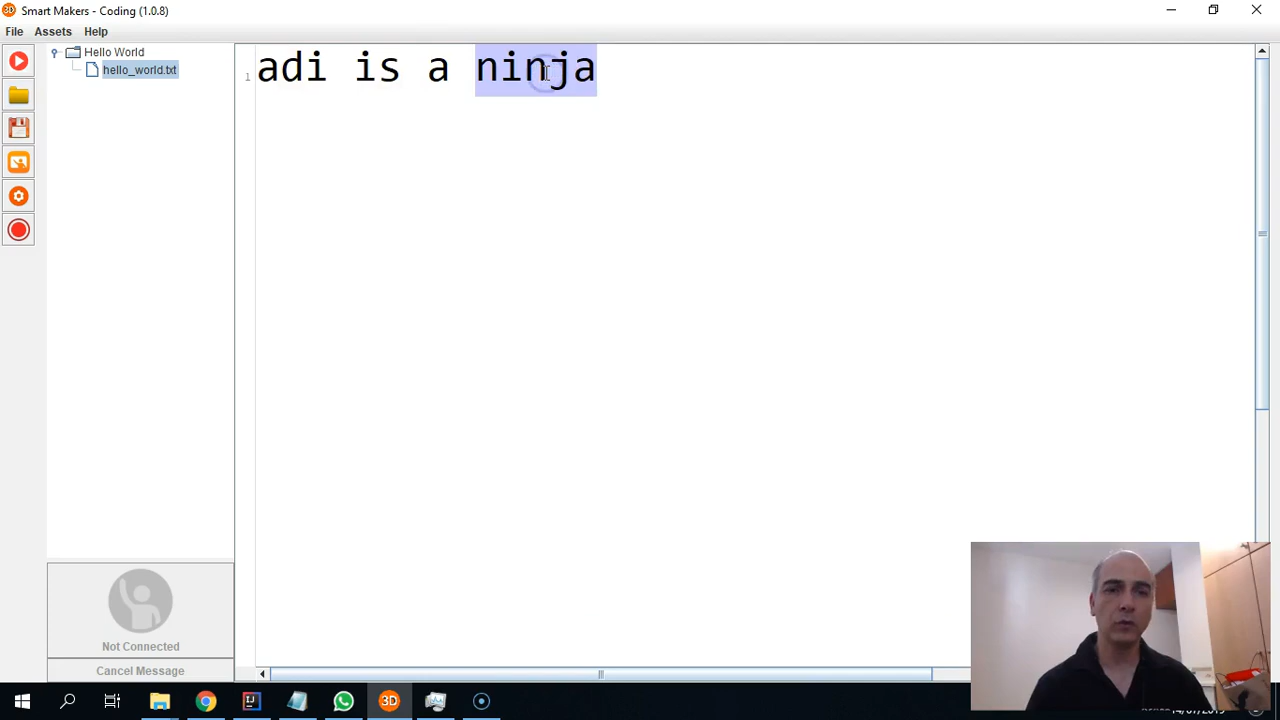 Smart Makers - Coding (1.0.8)
File Assets Help
Hello World
hello_world.txt
1
adi is a ninja
Not Connected
Cancel Message
3D